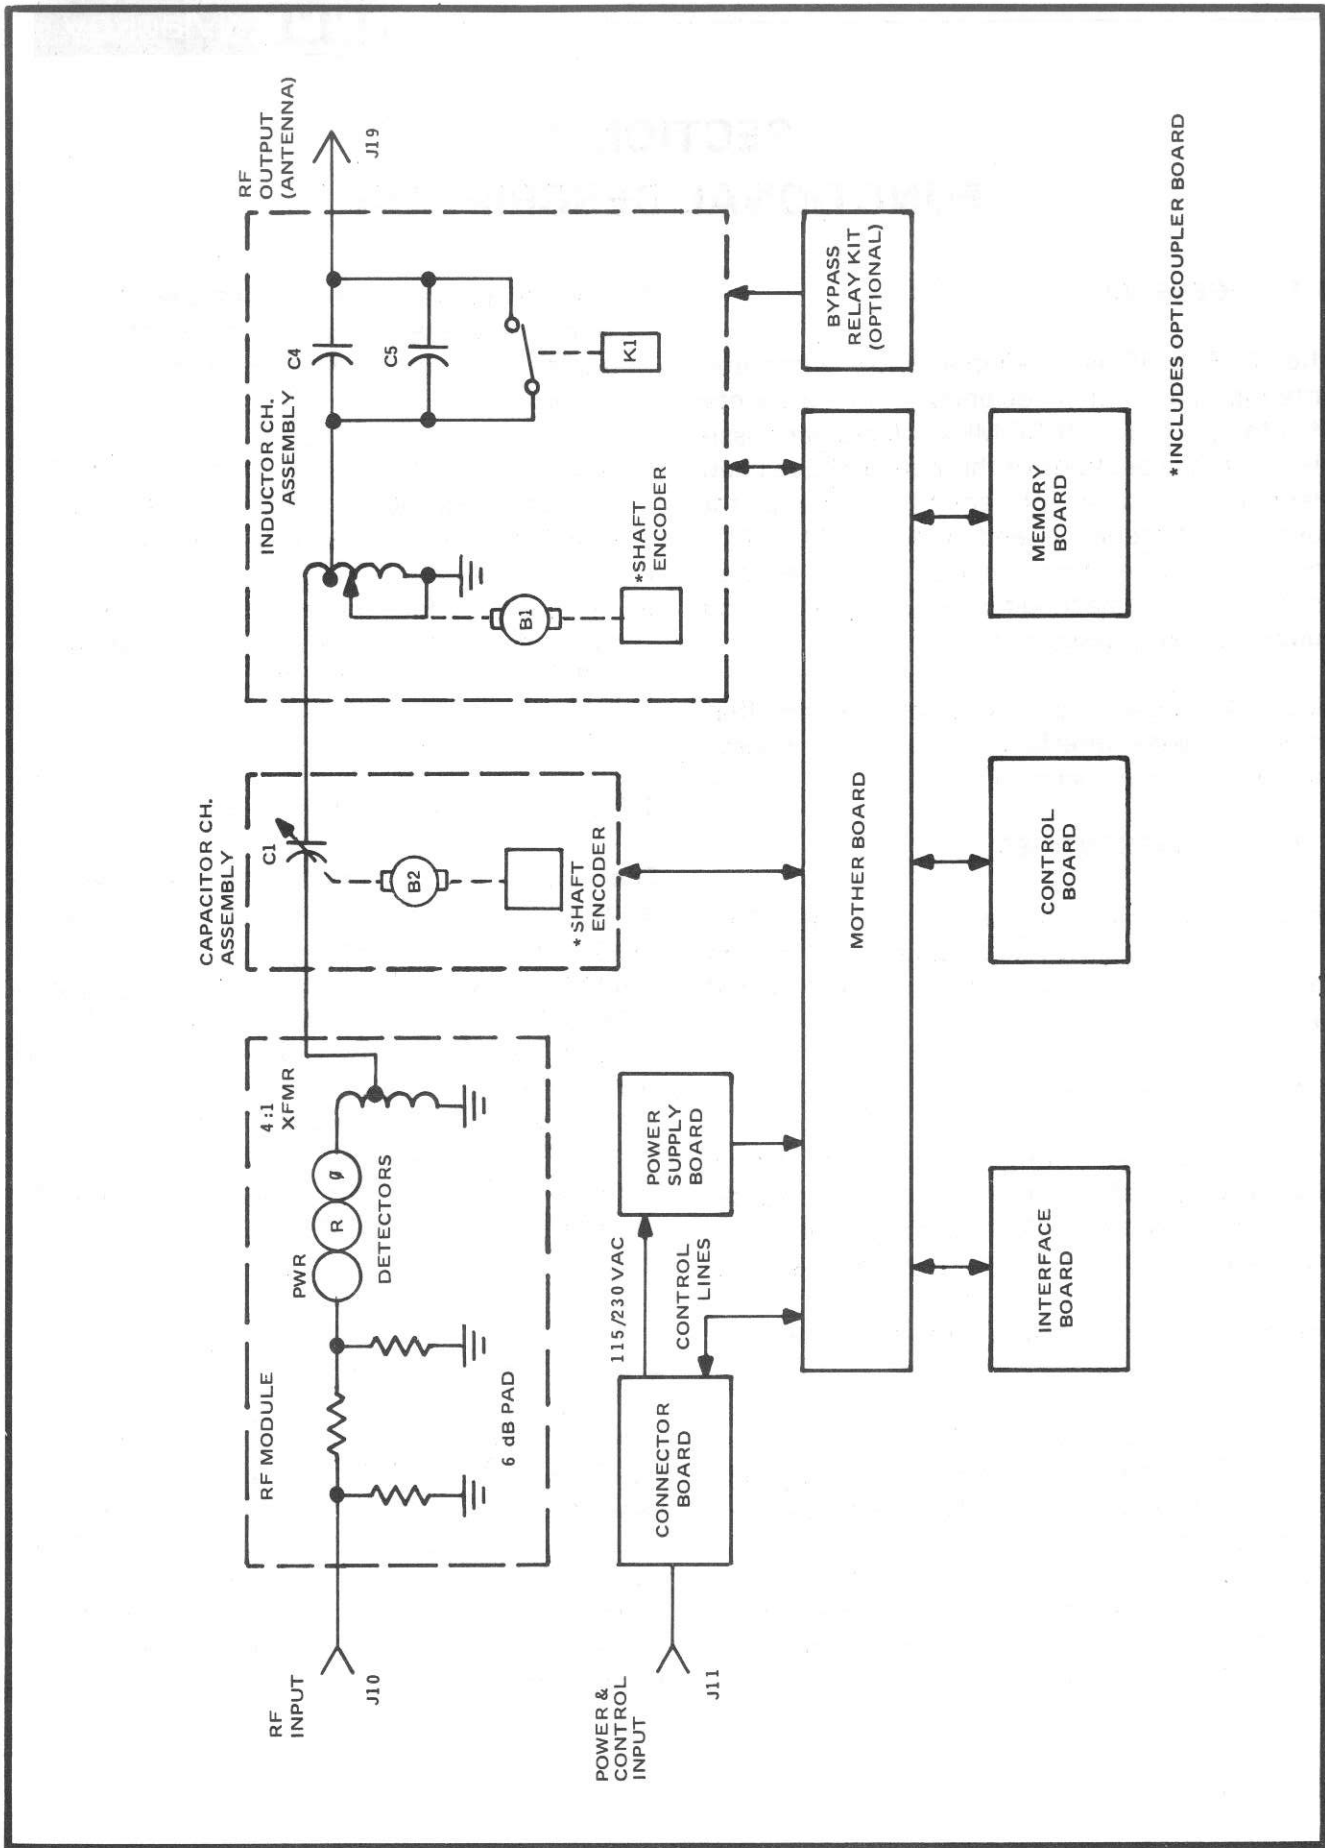 RF
INPUT
J10
RF MODULE
6 dB PAD
PWR
R
Ø
DETECTORS
4:1
XFMR
CAPACITOR CH.
ASSEMBLY
C1
B2
* SHAFT
ENCODER
INDUCTOR CH.
ASSEMBLY
B1
*SHAFT
ENCODER
C4
C5
K1
RF
OUTPUT
(ANTENNA)
J19
POWER &
CONTROL
INPUT
J11
CONNECTOR
BOARD
115/230 VAC
CONTROL
LINES
POWER
SUPPLY
BOARD
MOTHER BOARD
BYPASS
RELAY KIT
(OPTIONAL)
INTERFACE
BOARD
CONTROL
BOARD
MEMORY
BOARD
*INCLUDES OPTICOUPLER BOARD